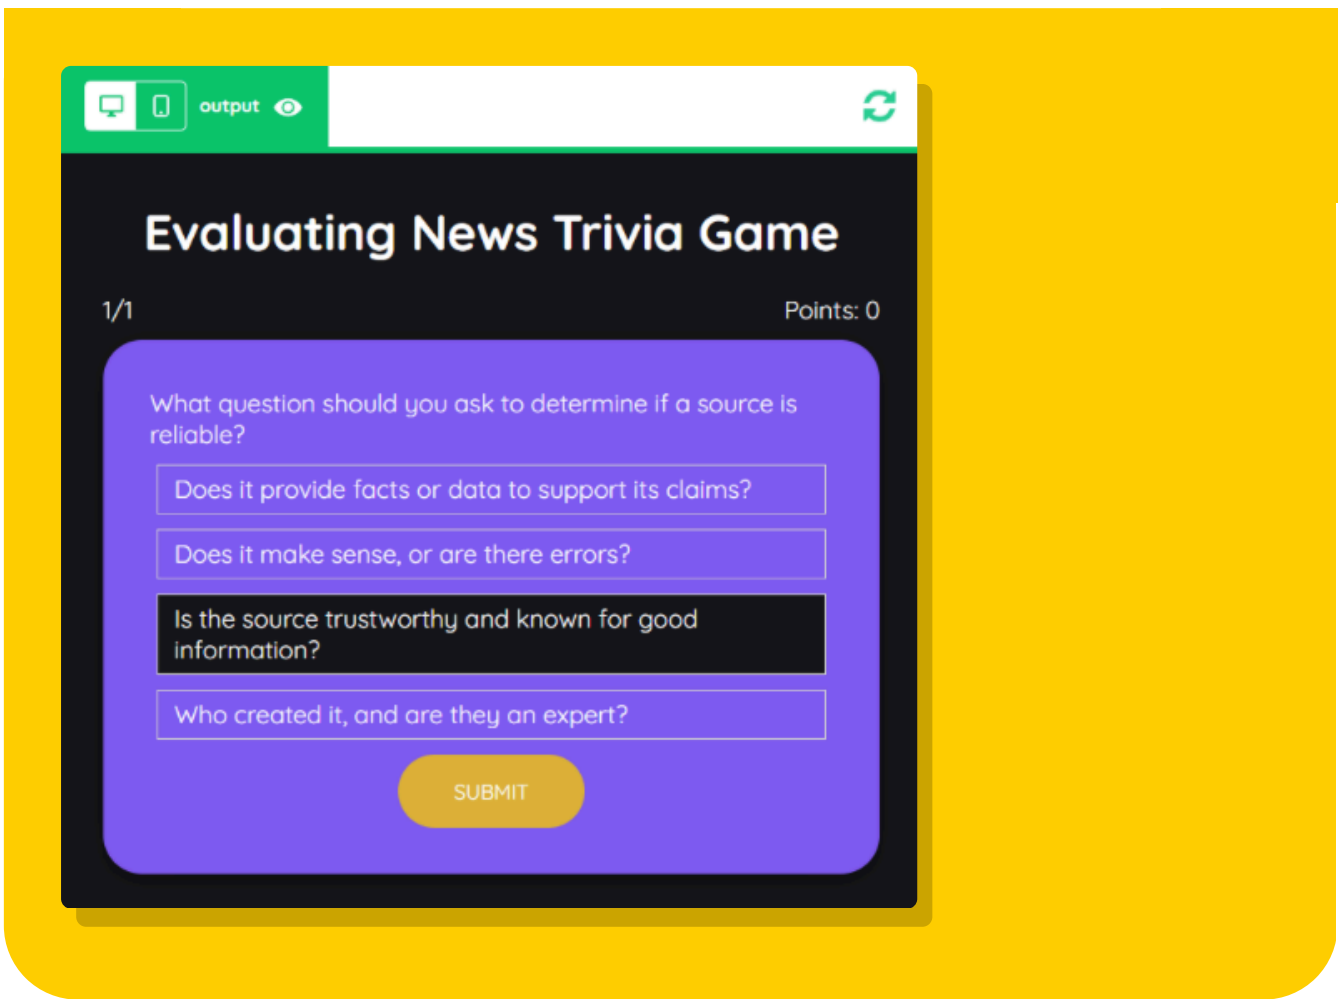 output
Evaluating News Trivia Game
1/1
Points: 0
What question should you ask to determine if a source is
reliable?
Does it provide facts or data to support its claims?
Does it make sense, or are there errors?
Is the source trustworthy and known for good
information?
Who created it, and are they an expert?
SUBMIT